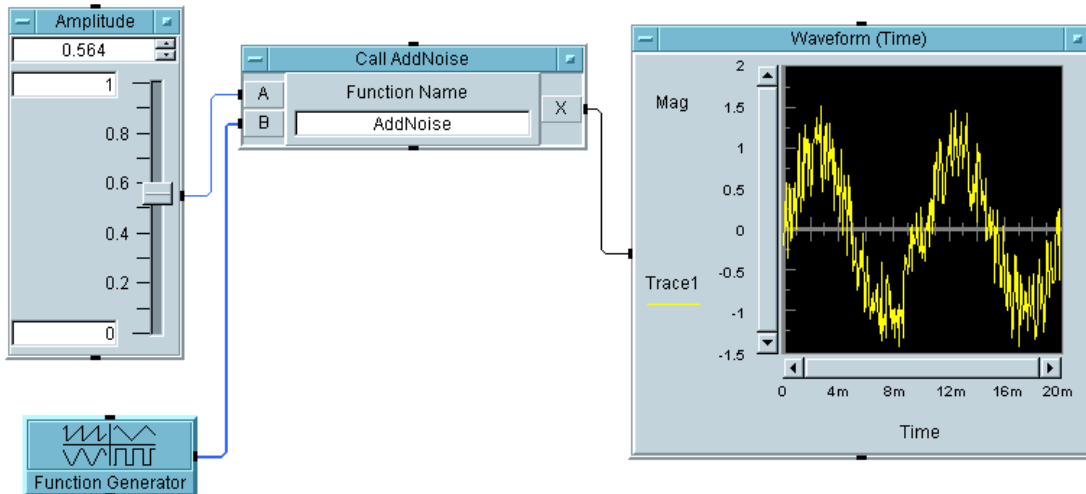 Amplitude
0.564
1
0.8
0.6
0.4
0.2
0
Function Generator
Call AddNoise
A
Function Name
X
B
AddNoise
Waveform (Time)
Mag
Trace1
2
1.5
1
0.5
0
-0.5
-1
-1.5
0 4m 8m 12m 16m 20m
Time